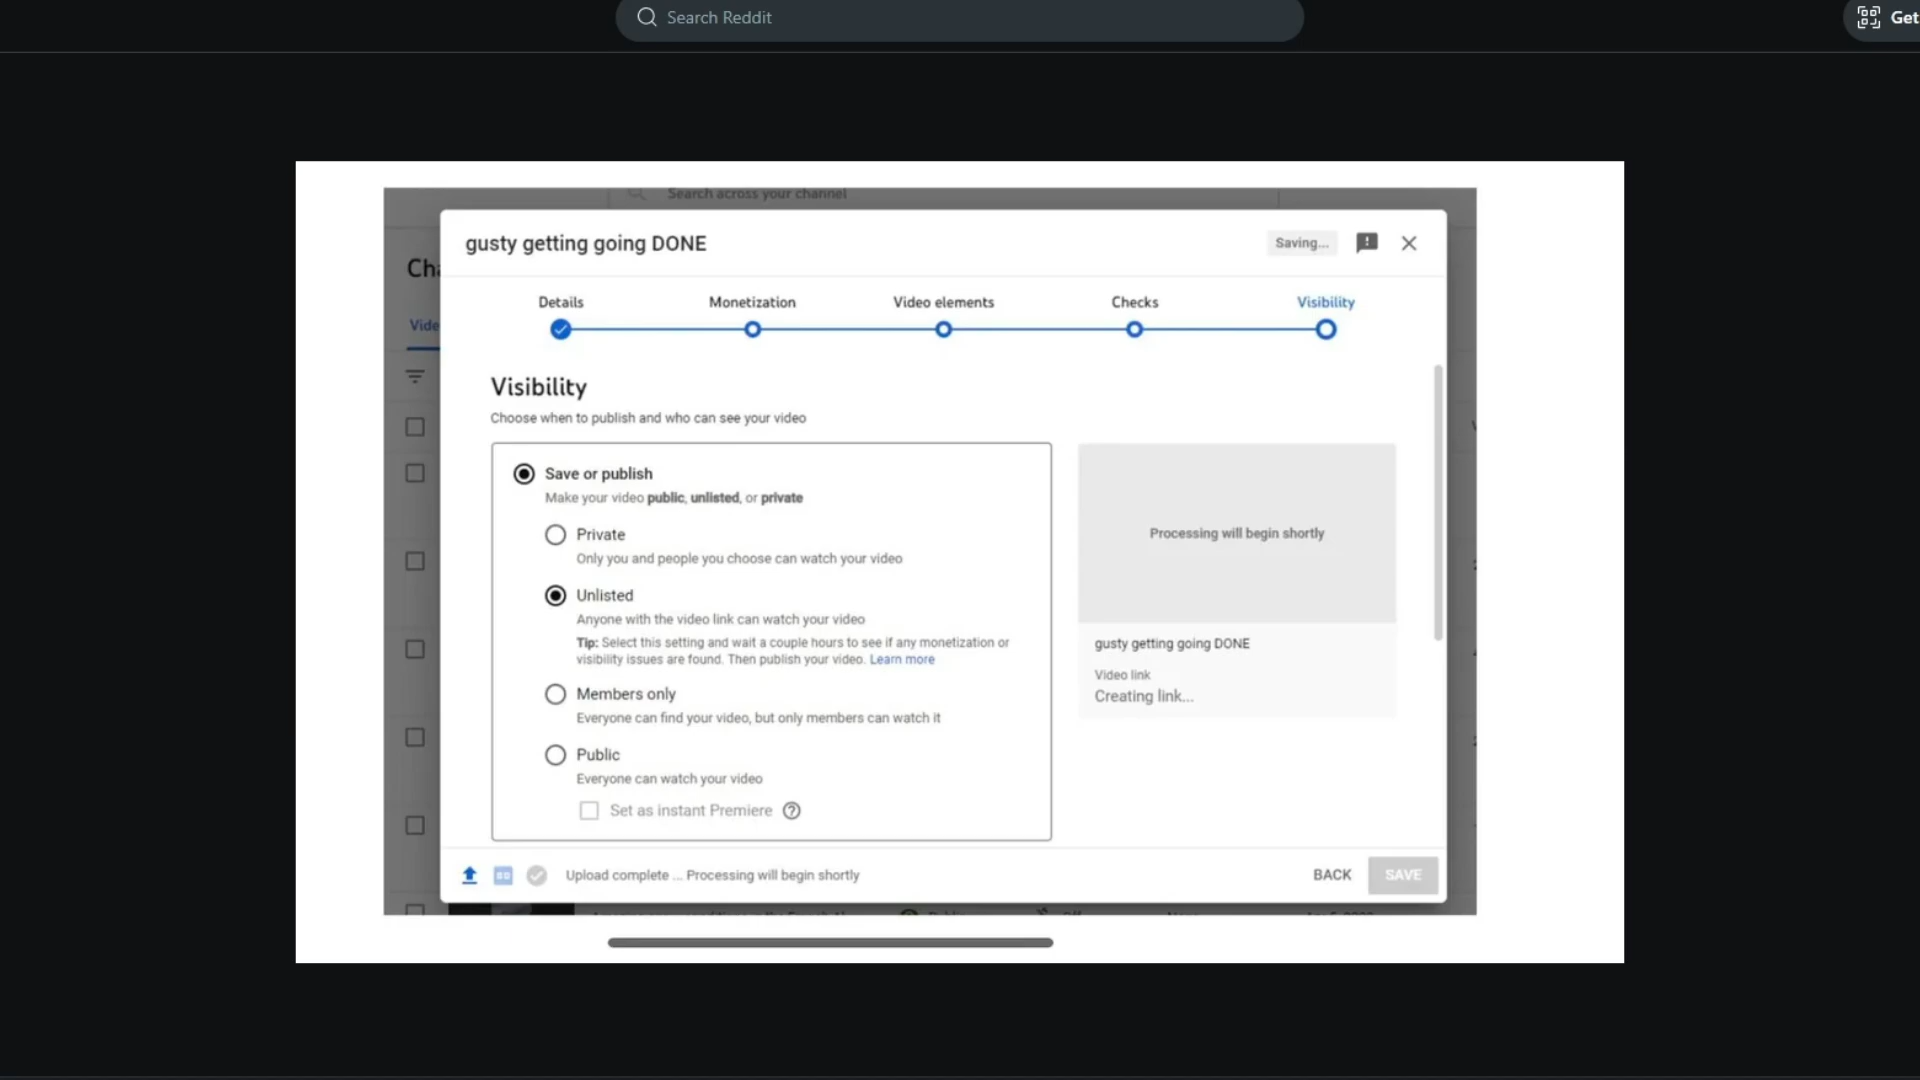 Search Reddit
Get
Search across your channel
gusty getting going DONE
Saving...
Details
Monetization
Video elements
Checks
Visibility
Visibility
Choose when to publish and who can see your video
Save or publish
Make your video public, unlisted, or private
Private
Only you and people you choose can watch your video
Unlisted
Anyone with the video link can watch your video
Tip: Select this setting and wait a couple hours to see if any monetization or
visibility issues are found. Then publish your video. Learn more
Members only
Everyone can find your video, but only members can watch it
Public
Everyone can watch your video
Set as instant Premiere
Processing will begin shortly
gusty getting going DONE
Video link
Creating link...
Upload complete ... Processing will begin shortly
BACK
SAVE